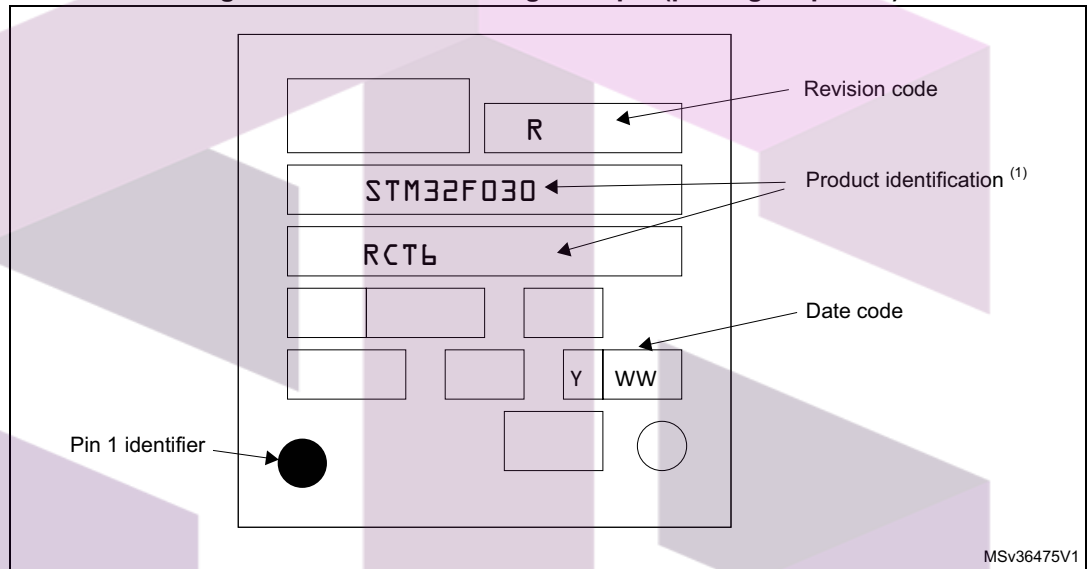 Revision code
R
Product identification (1)
STM32F030
RCT6
Date code
Y WW
Pin 1 identifier
MSv36475V1